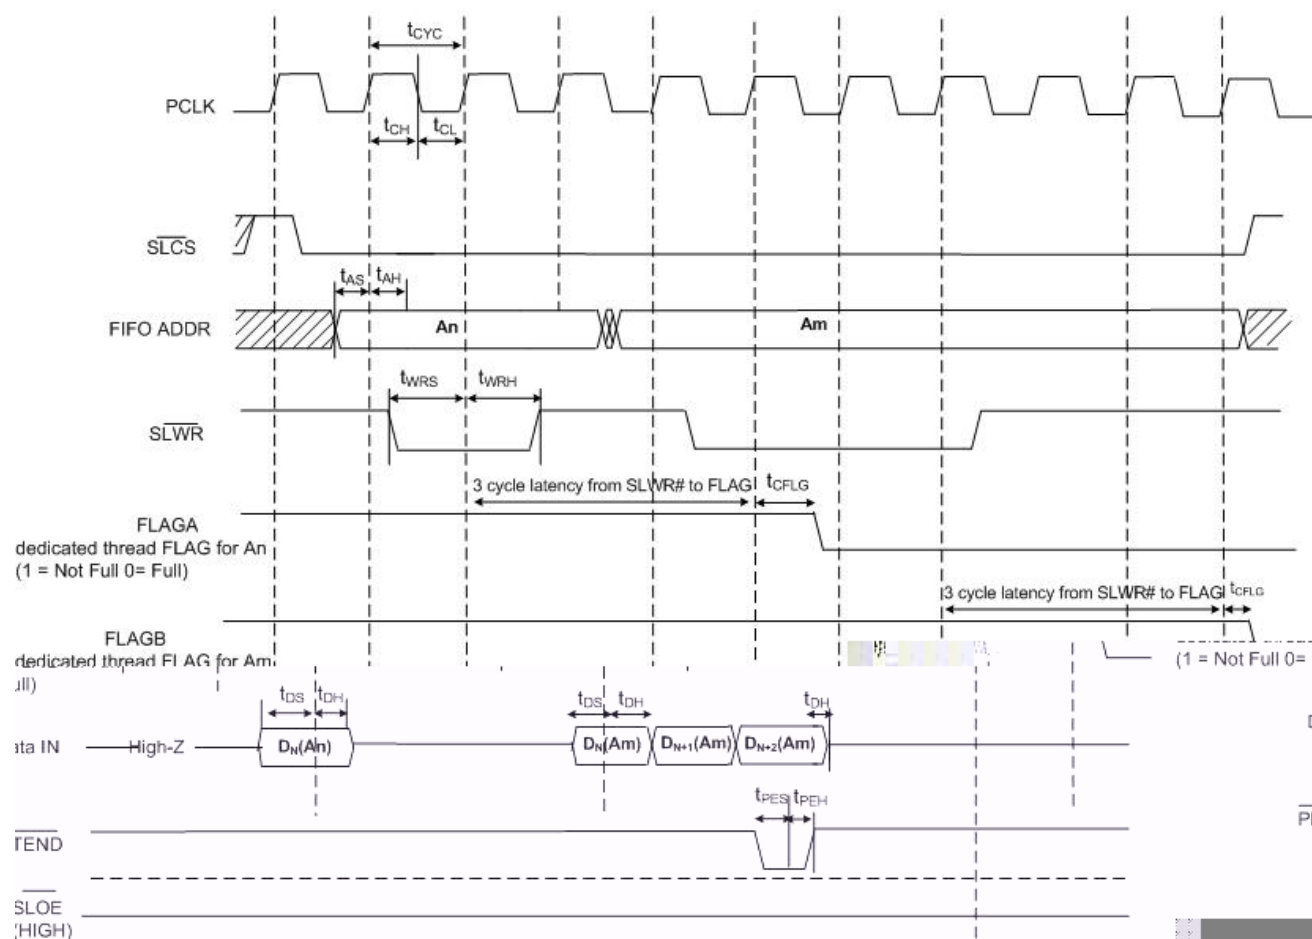 tCYC
PCLK
tCH
tCL
SLCS
tAS
tAH
FIFO ADDR
An
Am
tWRS
tWRH
SLWR
3 cycle latency from SLWR# to FLAG
tCFLG
FLAGA
dedicated thread FLAG for An
(1 = Not Full 0= Full)
3 cycle latency from SLWR# to FLAG
tCFLG
FLAGB
dedicated thread FLAG for Am
(1 = Not Full 0=
ull)
tDS
tDH
tDS
tDH
tDH
ata IN
High-Z
DN(An)
DN(Am)
DN+1(Am)
DN+2(Am)
tPES
tPEH
TEND
SLOE
(HIGH)